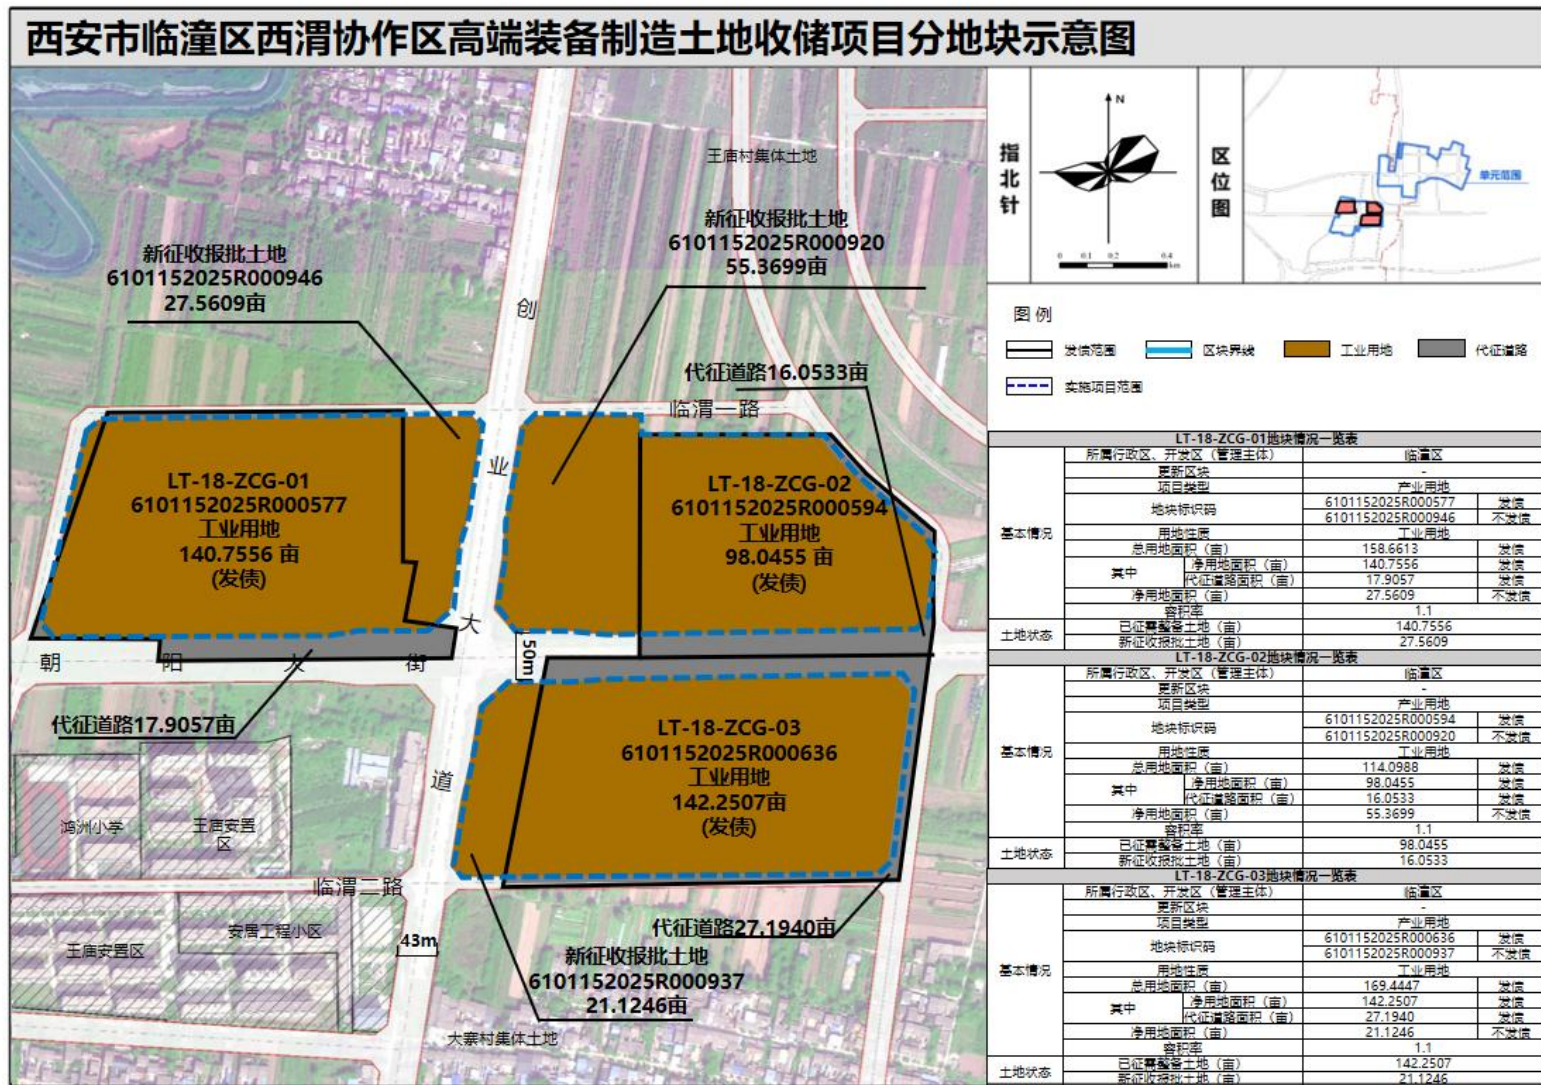 西安市临潼区西渭协作区高端装备制造土地收储项目分地块示意图
王庙村集体土地
新征收报批土地
6101152025R000920
55.3699亩
新征收报批土地
6101152025R000946
27.5609亩
创
代征道路16.0533亩
临渭一路
业
LT-18-ZCG-01
6101152025R000577
工业用地
140.7556 亩
(发债)
LT-18-ZCG-02
6101152025R000594
工业用地
98.0455 亩
(发债)
大
50m
朝 阳 大 街
代征道路17.9057亩
LT-18-ZCG-03
6101152025R000636
工业用地
142.2507亩
(发债)
道
鸿洲小学
王庙安置
区
临渭二路
安居工程小区
王庙安置区
43m
代征道路27.1940亩
新征收报批土地
6101152025R000937
21.1246亩
大寨村集体土地
指北针
N
0 0.1 0.2 0.4
km
区位图
单元范围
图 例
发债范围
区块界线
工业用地
代征道路
实施项目范围
LT-18-ZCG-01地块情况一览表
基本情况
所属行政区、开发区（管理主体） 临潼区
更新区块 -
项目类型 产业用地
地块标识码 6101152025R000577 发债
6101152025R000946 不发债
用地性质 工业用地
总用地面积（亩） 158.6613 发债
其中 净用地面积（亩） 140.7556 发债
代征道路面积（亩） 17.9057 发债
净用地面积（亩） 27.5609 不发债
容积率 1.1
土地状态 已征需整备土地（亩） 140.7556
新征收报批土地（亩） 27.5609
LT-18-ZCG-02地块情况一览表
基本情况
所属行政区、开发区（管理主体） 临潼区
更新区块 -
项目类型 产业用地
地块标识码 6101152025R000594 发债
6101152025R000920 不发债
用地性质 工业用地
总用地面积（亩） 114.0988 发债
其中 净用地面积（亩） 98.0455 发债
代征道路面积（亩） 16.0533 发债
净用地面积（亩） 55.3699 不发债
容积率 1.1
土地状态 已征需整备土地（亩） 98.0455
新征收报批土地（亩） 16.0533
LT-18-ZCG-03地块情况一览表
基本情况
所属行政区、开发区（管理主体） 临潼区
更新区块 -
项目类型 产业用地
地块标识码 6101152025R000636 发债
6101152025R000937 不发债
用地性质 工业用地
总用地面积（亩） 169.4447 发债
其中 净用地面积（亩） 142.2507 发债
代征道路面积（亩） 27.1940 发债
净用地面积（亩） 21.1246 不发债
容积率 1.1
土地状态 已征需整备土地（亩） 142.2507
新征收报批土地（亩） 21.1246